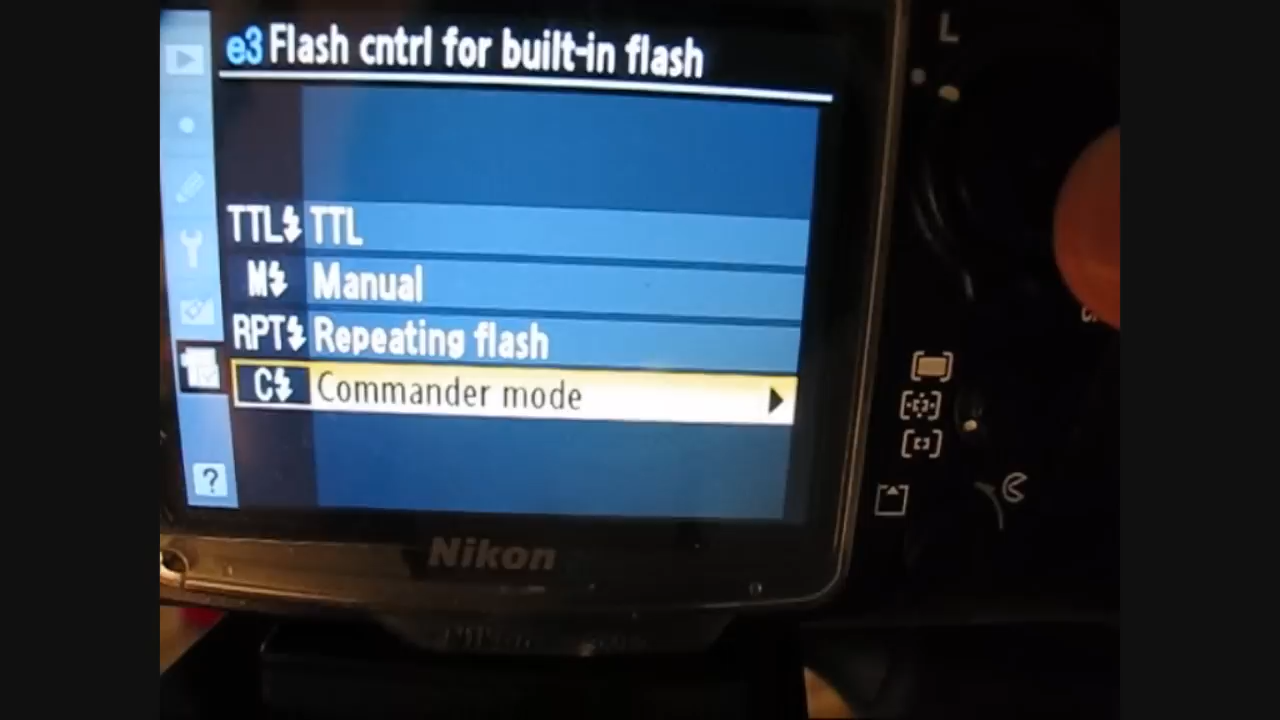 e3 Flash cntrl for built-in flash
L
TTL TTL
M Manual
RPT Repeating flash
C Commander mode
?
Nikon